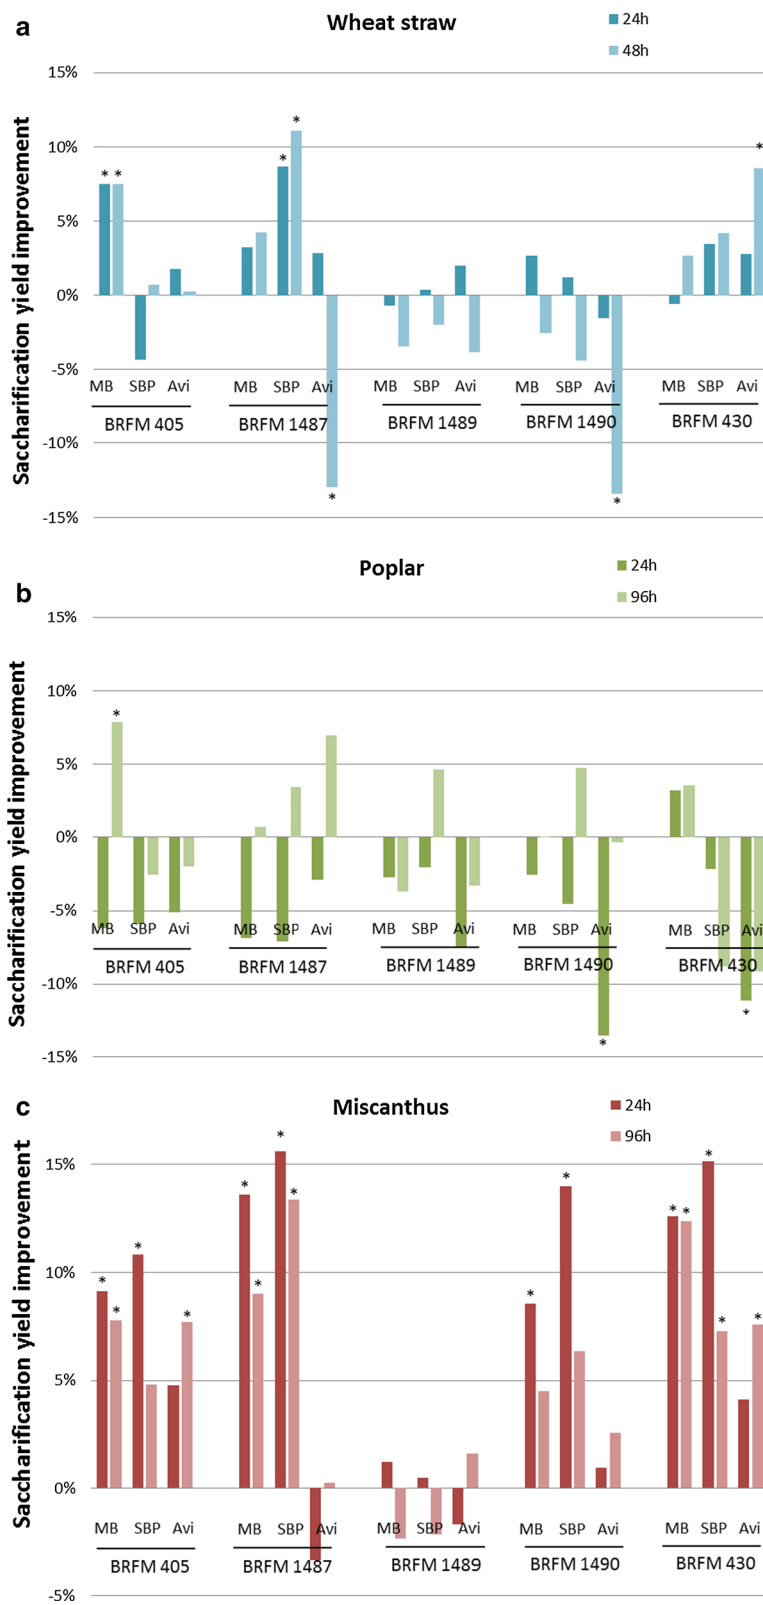 a
Wheat straw
24h
48h
Saccharification yield improvement
15%
10%
5%
0%
-5%
-10%
-15%
* * * * * * *
MB SBP Avi MB SBP Avi MB SBP Avi MB SBP Avi MB SBP Avi
BRFM 405 BRFM 1487 BRFM 1489 BRFM 1490 BRFM 430
b
Poplar
24h
96h
Saccharification yield improvement
15%
10%
5%
0%
-5%
-10%
-15%
* * *
MB SBP Avi MB SBP Avi MB SBP Avi MB SBP Avi MB SBP Avi
BRFM 405 BRFM 1487 BRFM 1489 BRFM 1490 BRFM 430
c
Miscanthus
24h
96h
Saccharification yield improvement
15%
10%
5%
0%
-5%
* * * * * * * * * * * * * * *
MB SBP Avi MB SBP Avi MB SBP Avi MB SBP Avi MB SBP Avi
BRFM 405 BRFM 1487 BRFM 1489 BRFM 1490 BRFM 430